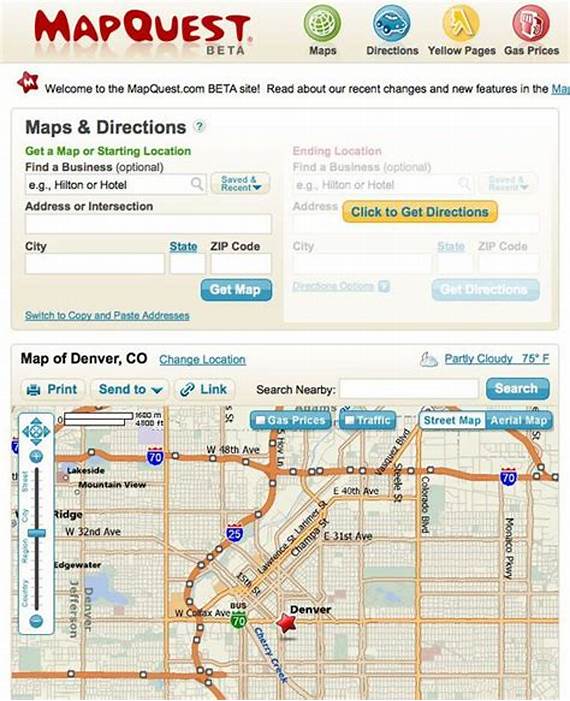 MAPQUEST.
BETA
Maps Directions Yellow Pages Gas Prices
Welcome to the MapQuest.com BETA site! Read about our recent changes and new features in the Ma
Maps & Directions ?
Get a Map or Starting Location
Find a Business (optional)
e.g., Hilton or Hotel
Saved & Recent
Address or Intersection
City State ZIP Code
Get Map
Switch to Copy and Paste Addresses
Ending Location
Find a Business (optional)
e.g., Hilton or Hotel
Saved & Recent
Address
Click to Get Directions
City State ZIP Code
Directions Options
Get Directions
Map of Denver, CO Change Location
Partly Cloudy 75° F
Print Send to Link
Search Nearby: Search
1600 m
4800 ft
Adams
Gas Prices Traffic Street Map Aerial Map
W 48th Ave
70
70
Lakeside
Mountain View
Vasquez Blvd
Steele St
Colorado Blvd
E 40th Ave
Ridge
W 32nd Ave
25
Lawrence St
Larimer St
Champa St
E 31st Ave
Monaco Pkwy
Edgewater
15th St
Denver
Jefferson
W Colfax Ave
BUS
70
Denver
Cherry Creek
Street
City
Region
Country